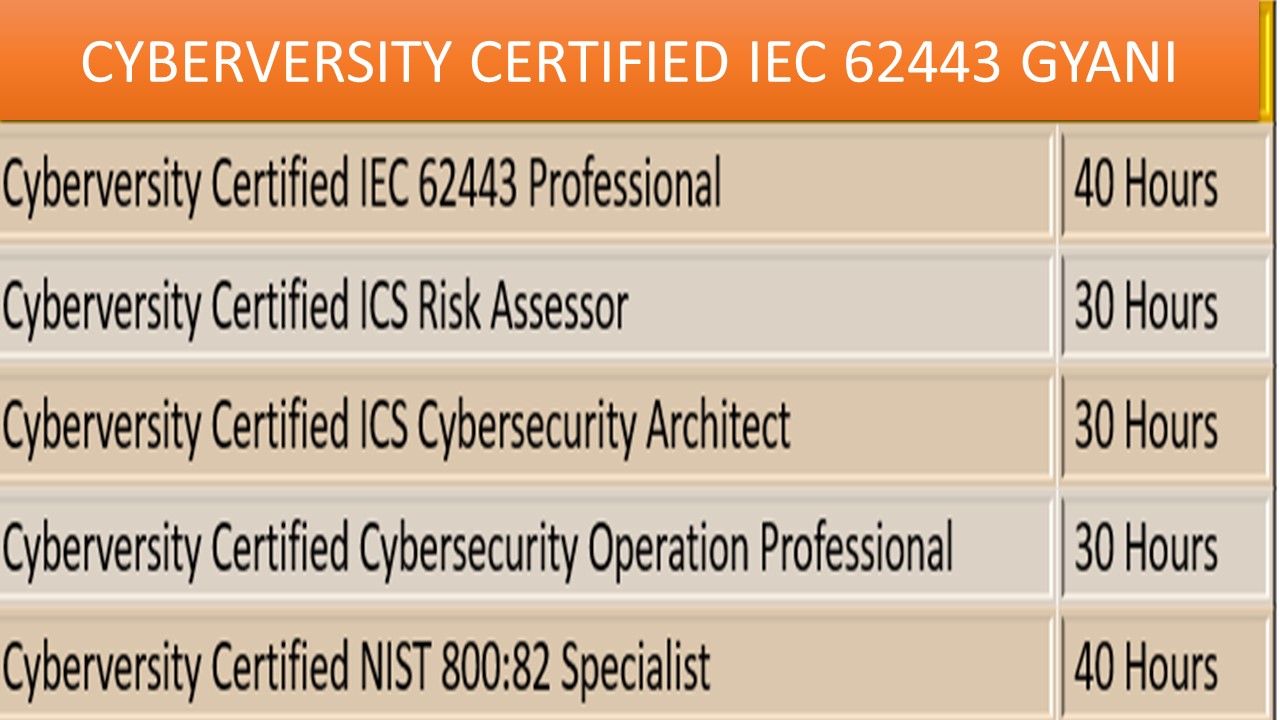 CYBERVERSITY CERTIFIED IEC 62443 GYANI
Cyberversity Certified IEC 62443 Professional 40 Hours
Cyberversity Certified ICS Risk Assessor 30 Hours
Cyberversity Certified ICS Cybersecurity Architect 30 Hours
Cyberversity Certified Cybersecurity Operation Professional 30 Hours
Cyberversity Certified NIST 800:82 Specialist 40 Hours